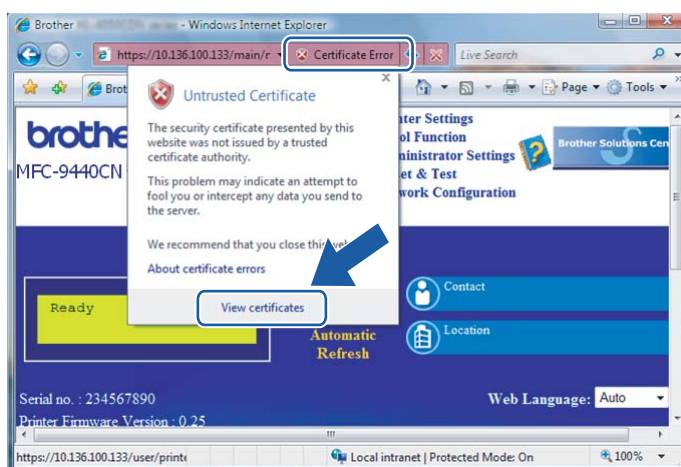 Brother - Windows Internet Explorer
https://10.136.100.133/main/r Certificate Error Live Search
Brot Page Tools
Untrusted Certificate
The security certificate presented by this
website was not issued by a trusted
certificate authority.
This problem may indicate an attempt to
fool you or intercept any data you send to
the server.
We recommend that you close this
About certificate errors
View certificates
brothe
MFC-9440CN
ter Settings
ol Function
ministrator Settings
et & Test
work Configuration
Brother Solutions Cen
Ready
Automatic
Refresh
Contact
Location
Serial no. : 234567890
Web Language: Auto
Printer Firmware Version : 0.25
https://10.136.100.133/user/printe Local intranet | Protected Mode: On 100%